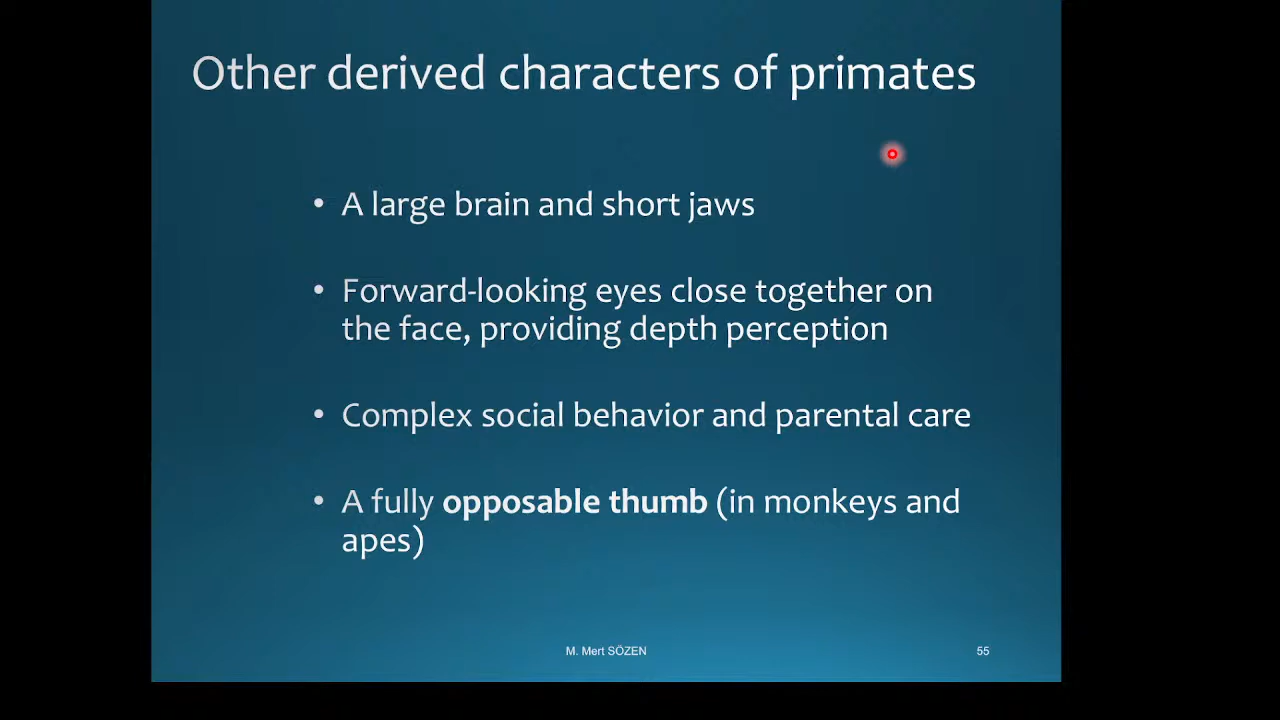 Other derived characters of primates
• A large brain and short jaws
• Forward-looking eyes close together on
the face, providing depth perception
• Complex social behavior and parental care
• A fully opposable thumb (in monkeys and
apes)
M. Mert SÖZEN
55